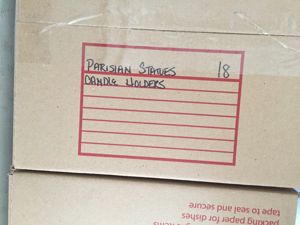 PARISIAN STATUES 18
CANDLE HOLDERS
tape to seal and secure
packing paper for dishes